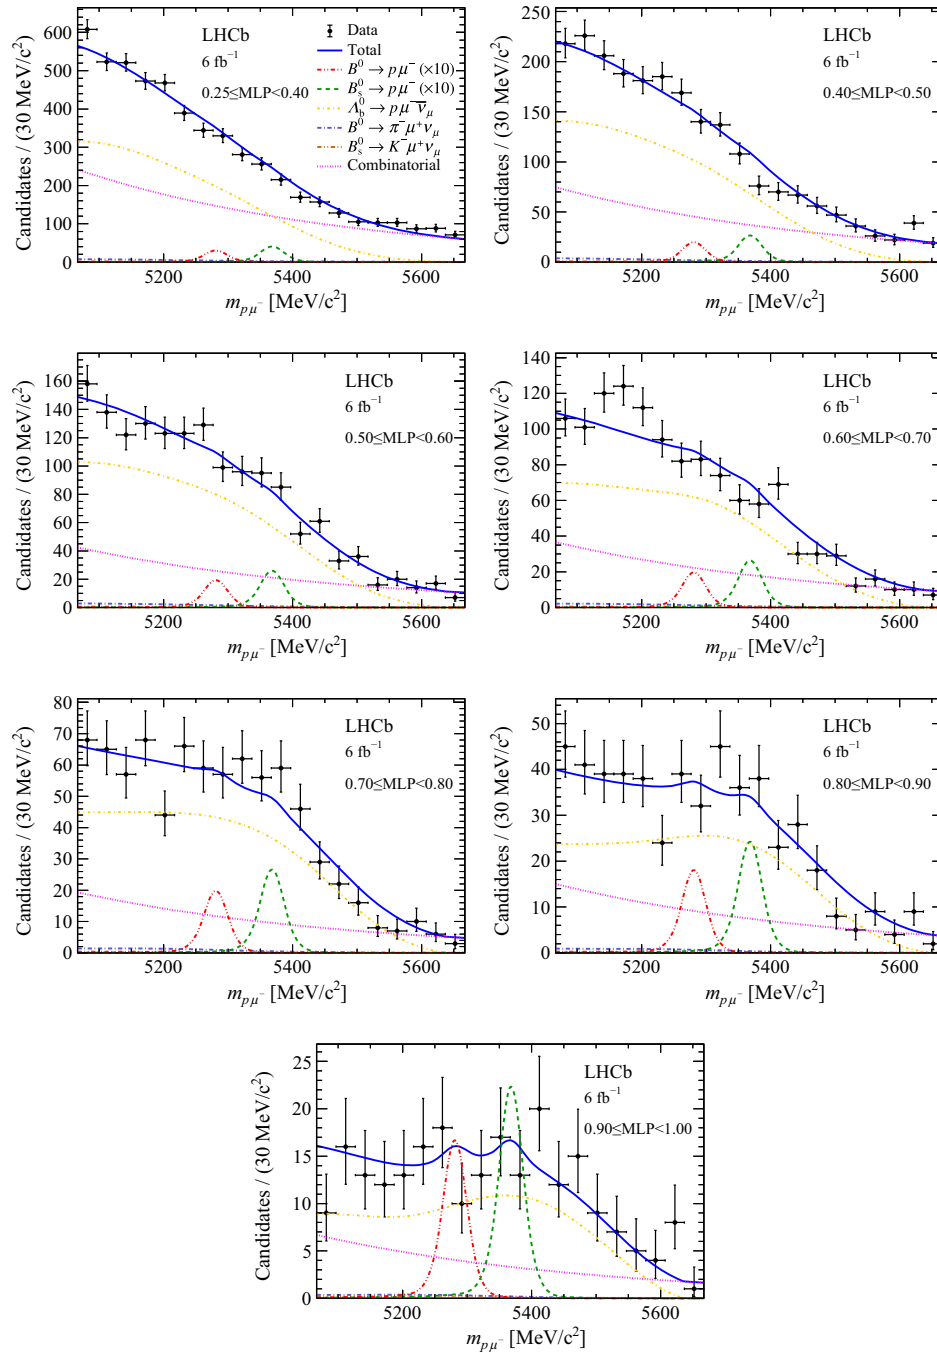 LHCb
6 fb⁻¹
0.25≤MLP<0.40
Data
Total
B⁰ → pμ⁻ (×10)
B⁰ₛ → pμ⁻ (×10)
Λ⁰_b → pμ⁻ν̄_μ
B⁰ → π⁻μ⁺ν_μ
B⁰ₛ → K⁻μ⁺ν_μ
Combinatorial
Candidates / (30 MeV/c²)
600
500
400
300
200
100
0
5200 5400 5600
m_pμ⁻ [MeV/c²]
LHCb
6 fb⁻¹
0.40≤MLP<0.50
Candidates / (30 MeV/c²)
250
200
150
100
50
0
5200 5400 5600
m_pμ⁻ [MeV/c²]
LHCb
6 fb⁻¹
0.50≤MLP<0.60
Candidates / (30 MeV/c²)
160
140
120
100
80
60
40
20
0
5200 5400 5600
m_pμ⁻ [MeV/c²]
LHCb
6 fb⁻¹
0.60≤MLP<0.70
Candidates / (30 MeV/c²)
140
120
100
80
60
40
20
0
5200 5400 5600
m_pμ⁻ [MeV/c²]
LHCb
6 fb⁻¹
0.70≤MLP<0.80
Candidates / (30 MeV/c²)
80
70
60
50
40
30
20
10
0
5200 5400 5600
m_pμ⁻ [MeV/c²]
LHCb
6 fb⁻¹
0.80≤MLP<0.90
Candidates / (30 MeV/c²)
50
40
30
20
10
0
5200 5400 5600
m_pμ⁻ [MeV/c²]
LHCb
6 fb⁻¹
0.90≤MLP<1.00
Candidates / (30 MeV/c²)
25
20
15
10
5
0
5200 5400 5600
m_pμ⁻ [MeV/c²]